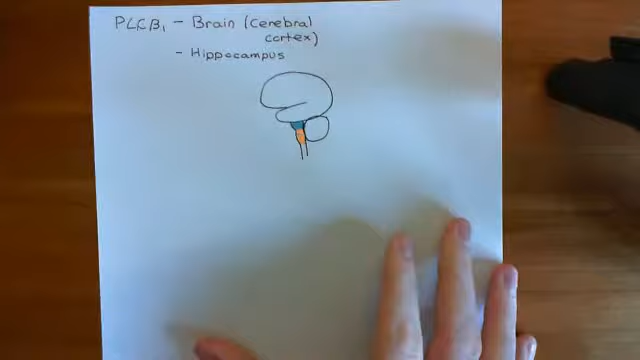 PLCβ₁ - Brain (cerebral
cortex)
- Hippocampus